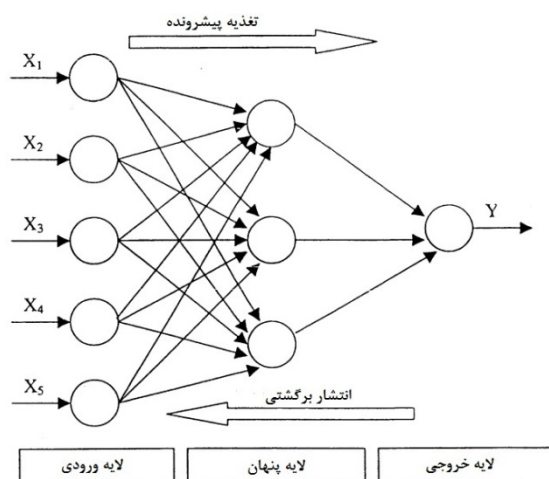 تغذیه پیشرونده
X1
X2
X3
X4
X5
Y
انتشار برگشتی
لایه ورودی
لایه پنهان
لایه خروجی